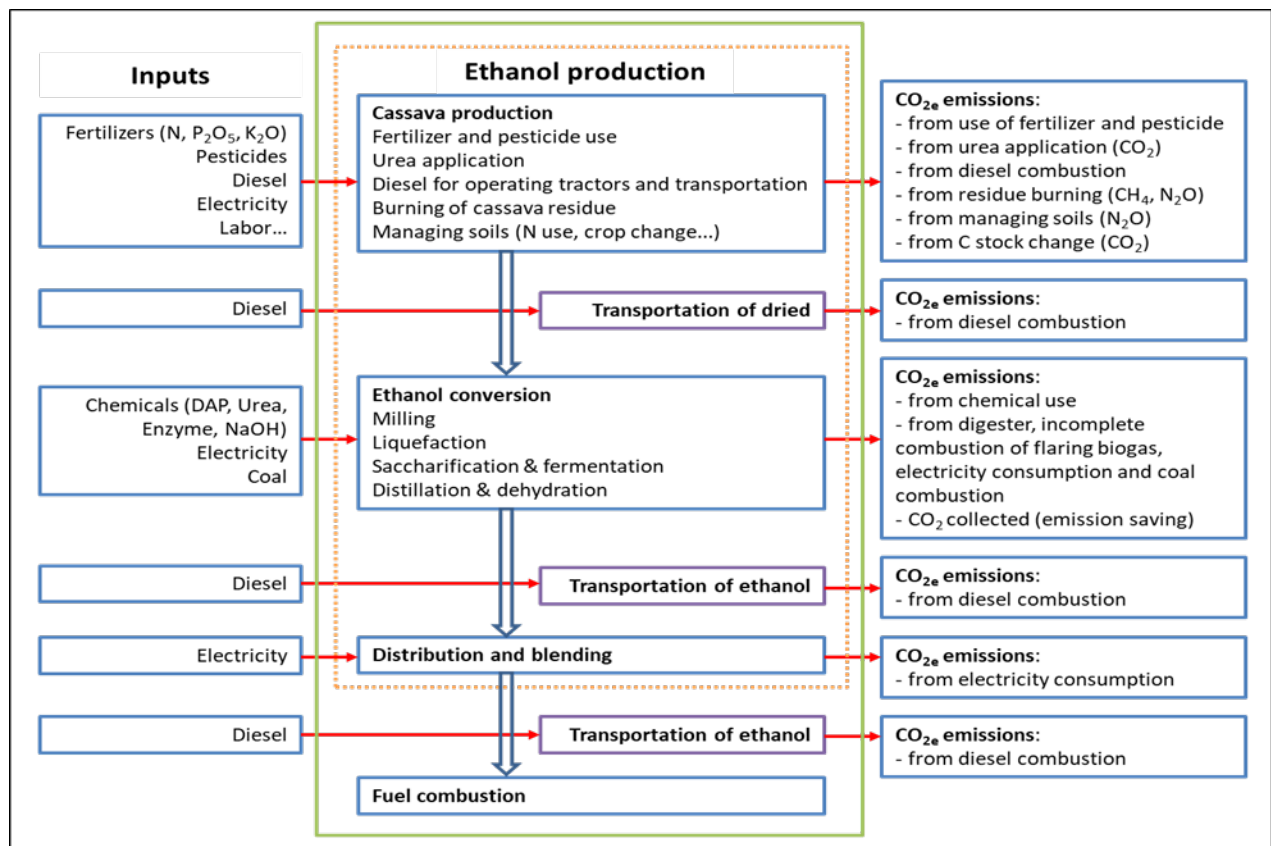 Inputs
Ethanol production
Fertilizers (N, P₂O₅, K₂O)
Pesticides
Diesel
Electricity
Labor...
Cassava production
Fertilizer and pesticide use
Urea application
Diesel for operating tractors and transportation
Burning of cassava residue
Managing soils (N use, crop change...)
CO₂ₑ emissions:
- from use of fertilizer and pesticide
- from urea application (CO₂)
- from diesel combustion
- from residue burning (CH₄, N₂O)
- from managing soils (N₂O)
- from C stock change (CO₂)
Diesel
Transportation of dried
CO₂ₑ emissions:
- from diesel combustion
Chemicals (DAP, Urea,
Enzyme, NaOH)
Electricity
Coal
Ethanol conversion
Milling
Liquefaction
Saccharification & fermentation
Distillation & dehydration
CO₂ₑ emissions:
- from chemical use
- from digester, incomplete
combustion of flaring biogas,
electricity consumption and coal
combustion
- CO₂ collected (emission saving)
Diesel
Transportation of ethanol
CO₂ₑ emissions:
- from diesel combustion
Electricity
Distribution and blending
CO₂ₑ emissions:
- from electricity consumption
Diesel
Transportation of ethanol
CO₂ₑ emissions:
- from diesel combustion
Fuel combustion